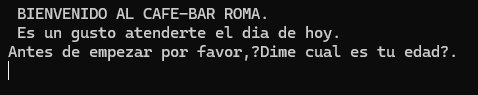 BIENVENIDO AL CAFE-BAR ROMA.
Es un gusto atenderte el dia de hoy.
Antes de empezar por favor,?Dime cual es tu edad?.